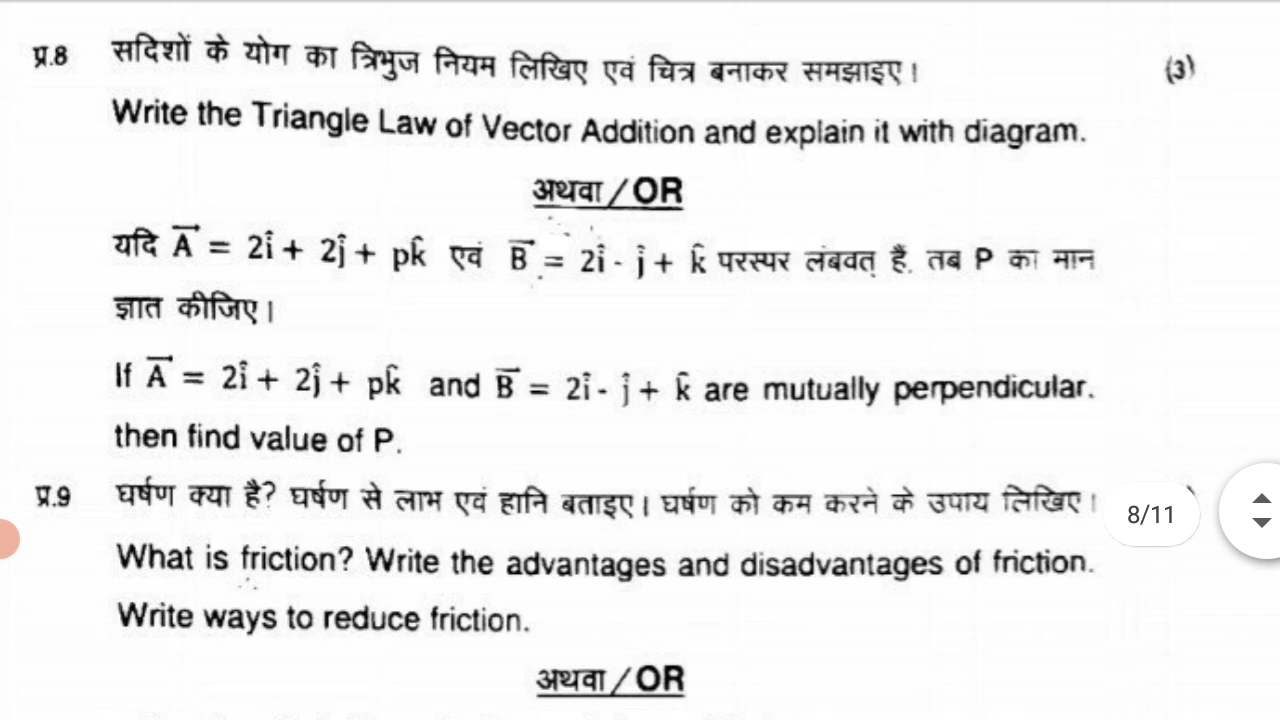 प्र.8 सदिशों के योग का त्रिभुज नियम लिखिए एवं चित्र बनाकर समझाइए। (3)
Write the Triangle Law of Vector Addition and explain it with diagram.
अथवा / OR
यदि A⃗ = 2î + 2ĵ + pk̂ एवं B⃗ = 2î - ĵ + k̂ परस्पर लंबवत् हैं. तब P का मान
ज्ञात कीजिए।
If A⃗ = 2î + 2ĵ + pk̂ and B⃗ = 2î - ĵ + k̂ are mutually perpendicular.
then find value of P.
प्र.9 घर्षण क्या है? घर्षण से लाभ एवं हानि बताइए। घर्षण को कम करने के उपाय लिखिए।
8/11
What is friction? Write the advantages and disadvantages of friction.
Write ways to reduce friction.
अथवा / OR